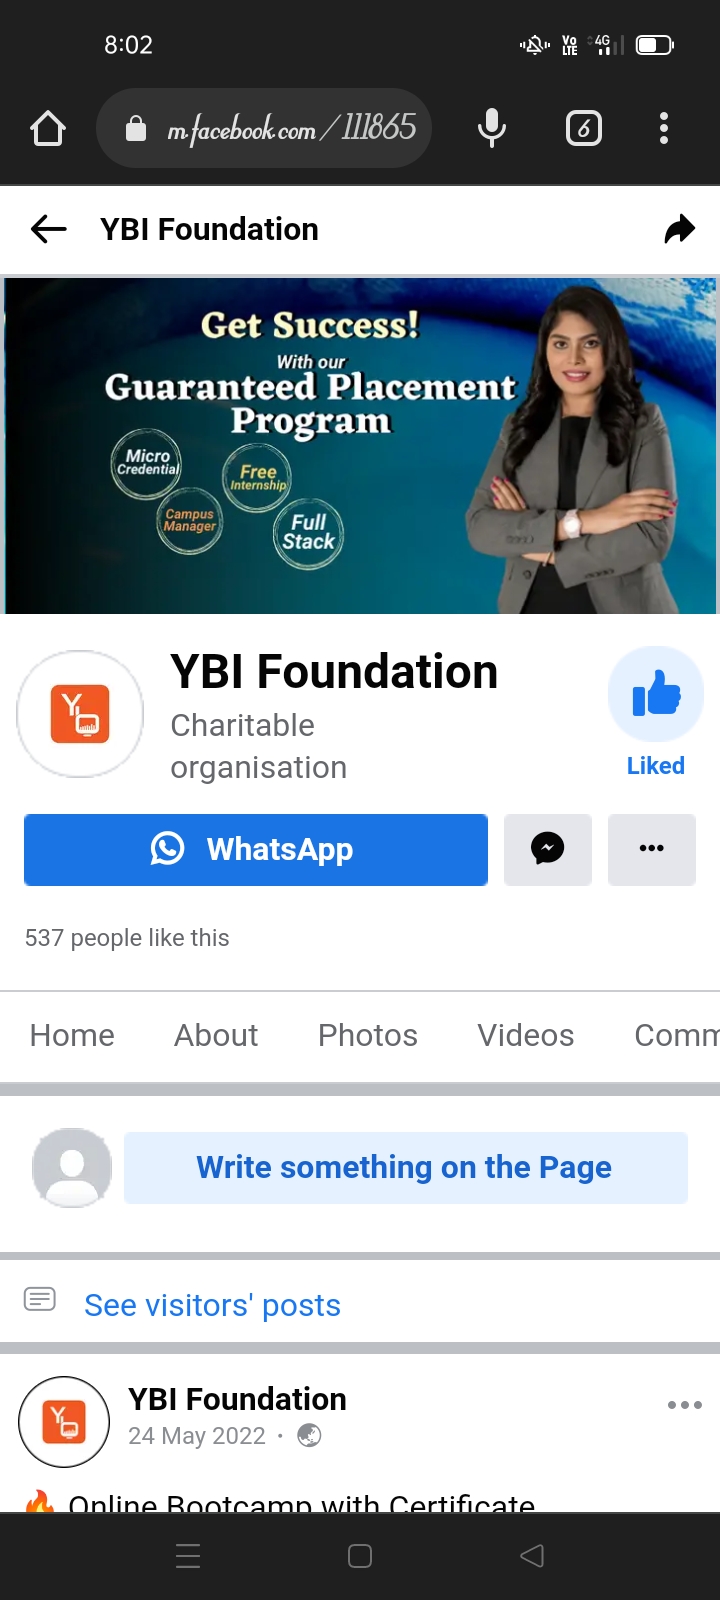 8:02
Vo
LTE
4G
m.facebook.com/111865
6
YBI Foundation
Get Success!
With our
Guaranteed Placement
Program
Micro
Credential
Free
Internship
Campus
Manager
Full
Stack
YBI Foundation
Charitable
organisation
Liked
WhatsApp
537 people like this
Home About Photos Videos Comm
Write something on the Page
See visitors' posts
YBI Foundation
24 May 2022 ·
🔥 Online Bootcamp with Certificate